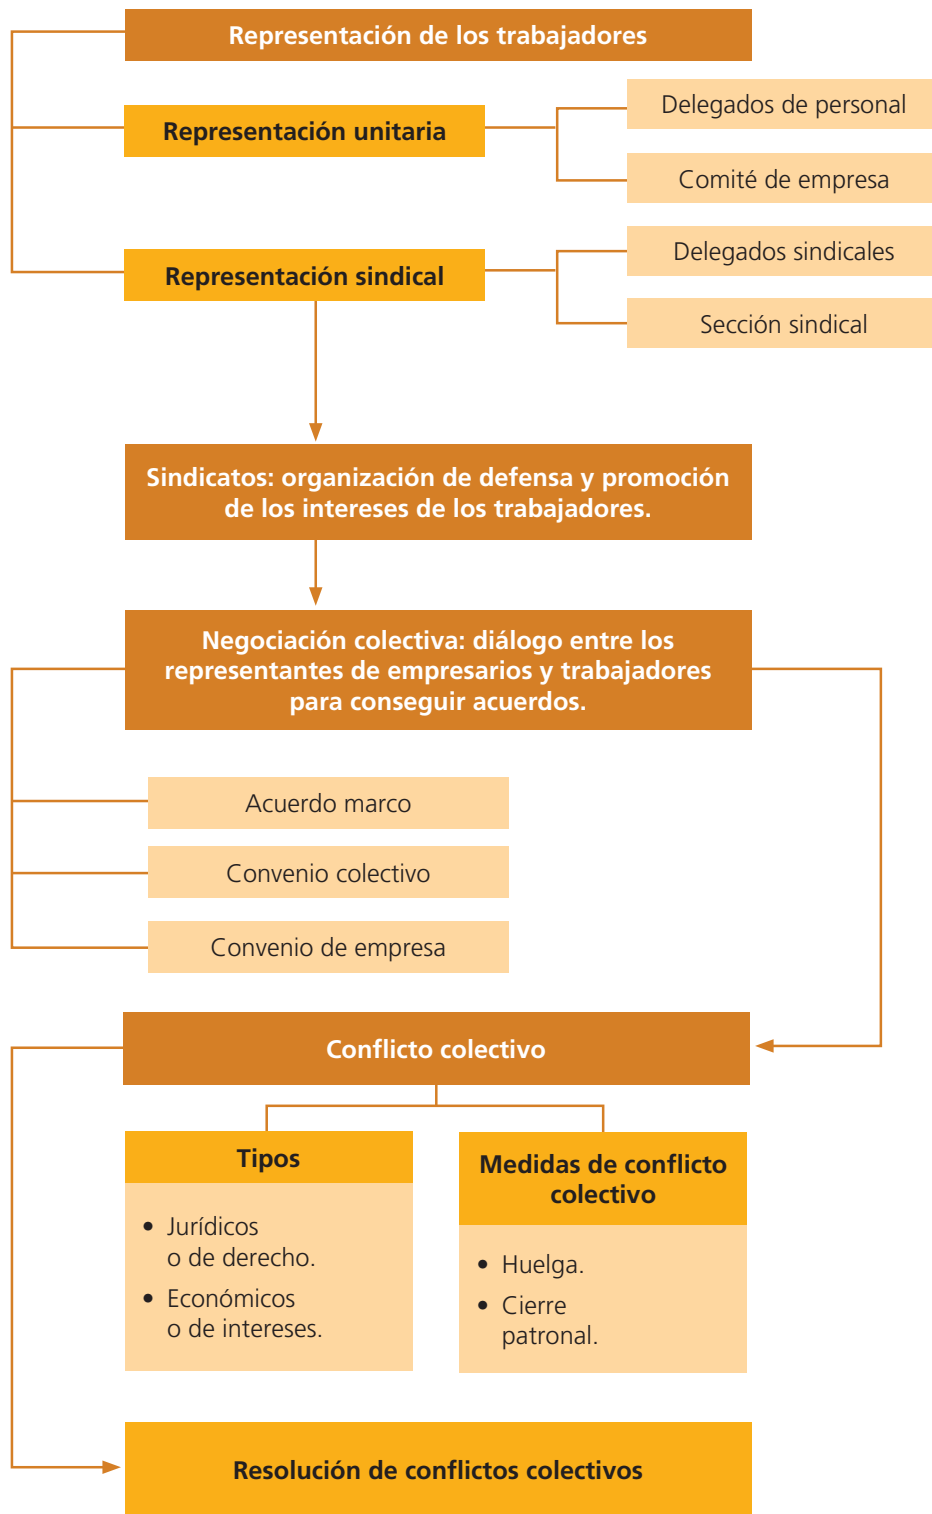 Representación de los trabajadores
Representación unitaria
Delegados de personal
Comité de empresa
Representación sindical
Delegados sindicales
Sección sindical
Sindicatos: organización de defensa y promoción
de los intereses de los trabajadores.
Negociación colectiva: diálogo entre los
representantes de empresarios y trabajadores
para conseguir acuerdos.
Acuerdo marco
Convenio colectivo
Convenio de empresa
Conflicto colectivo
Tipos
• Jurídicos
o de derecho.
• Económicos
o de intereses.
Medidas de conflicto
colectivo
• Huelga.
• Cierre
patronal.
Resolución de conflictos colectivos